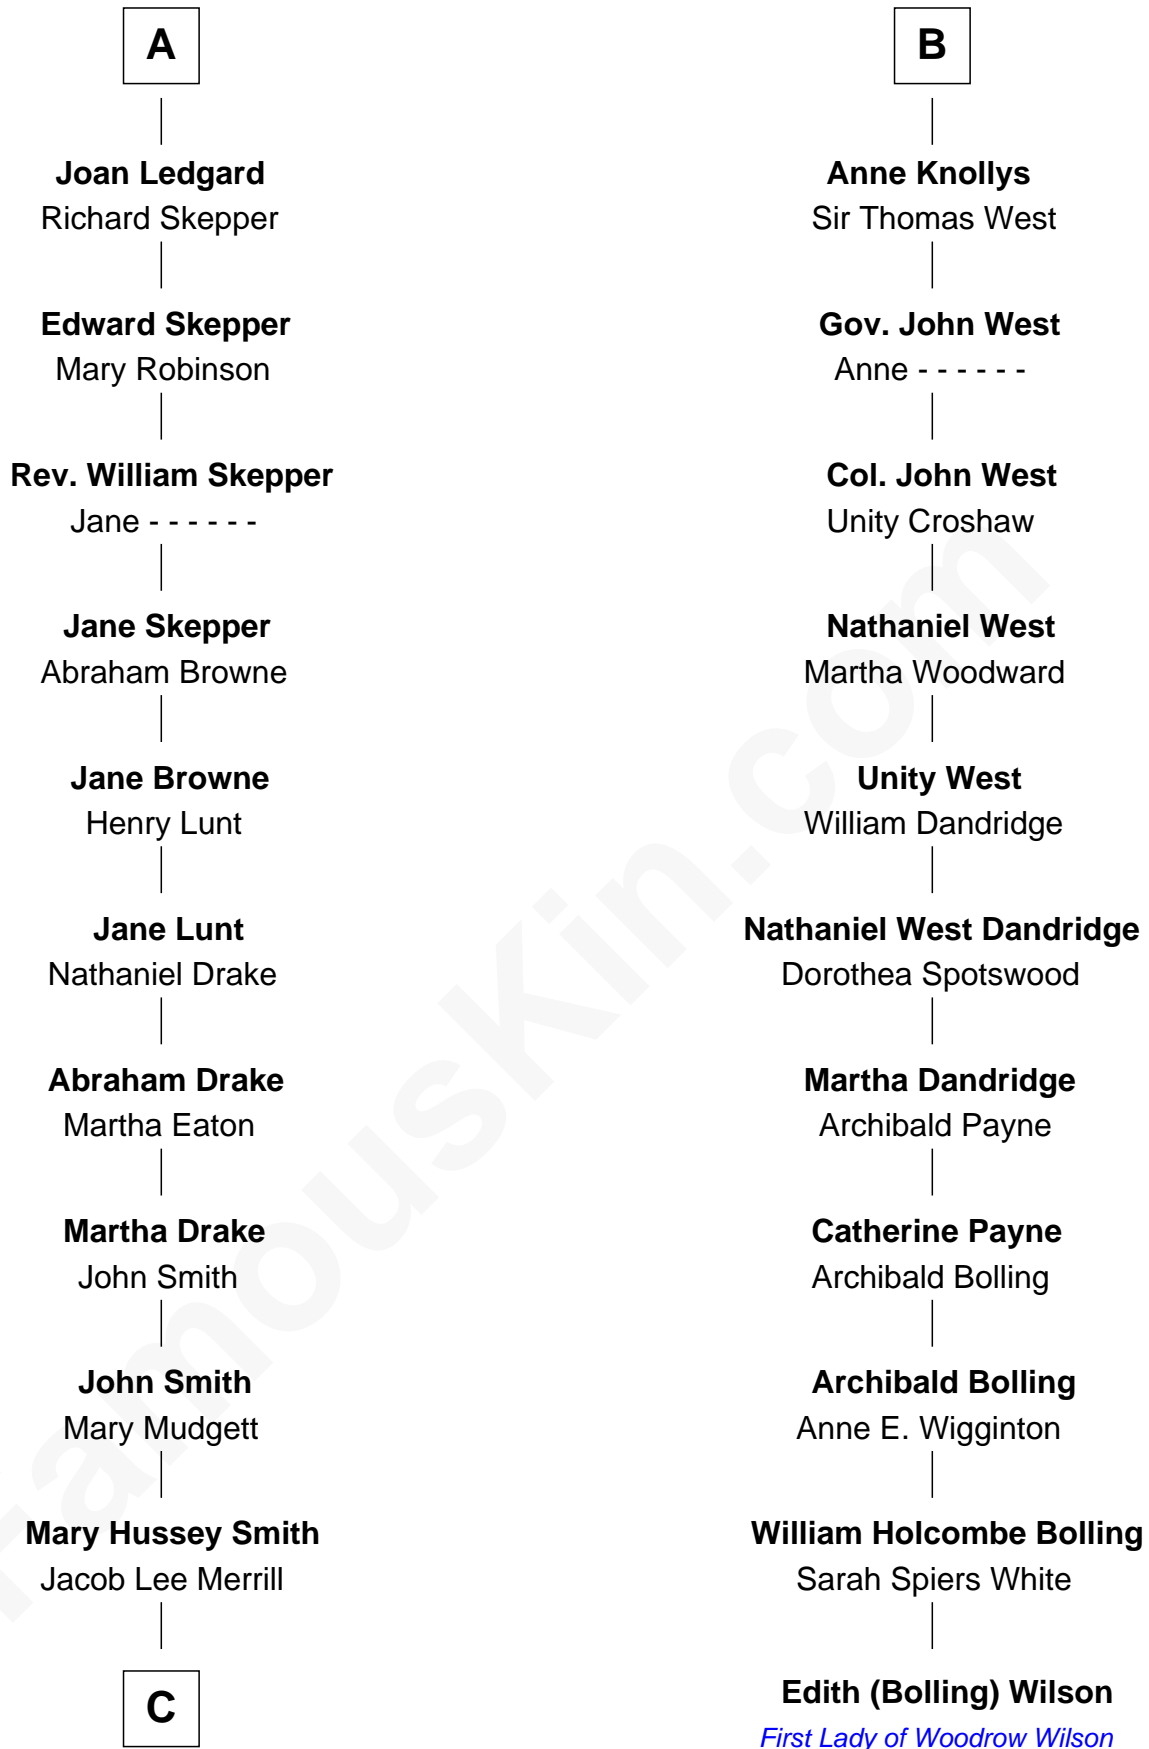 A
Joan Ledgard
Richard Skepper
Edward Skepper
Mary Robinson
Rev. William Skepper
Jane - - - - - -
Jane Skepper
Abraham Browne
Jane Browne
Henry Lunt
Jane Lunt
Nathaniel Drake
Abraham Drake
Martha Eaton
Martha Drake
John Smith
John Smith
Mary Mudgett
Mary Hussey Smith
Jacob Lee Merrill
C
B
Anne Knollys
Sir Thomas West
Gov. John West
Anne - - - - - -
Col. John West
Unity Croshaw
Nathaniel West
Martha Woodward
Unity West
William Dandridge
Nathaniel West Dandridge
Dorothea Spotswood
Martha Dandridge
Archibald Payne
Catherine Payne
Archibald Bolling
Archibald Bolling
Anne E. Wigginton
William Holcombe Bolling
Sarah Spiers White
Edith (Bolling) Wilson
First Lady of Woodrow Wilson
FamousKin.com